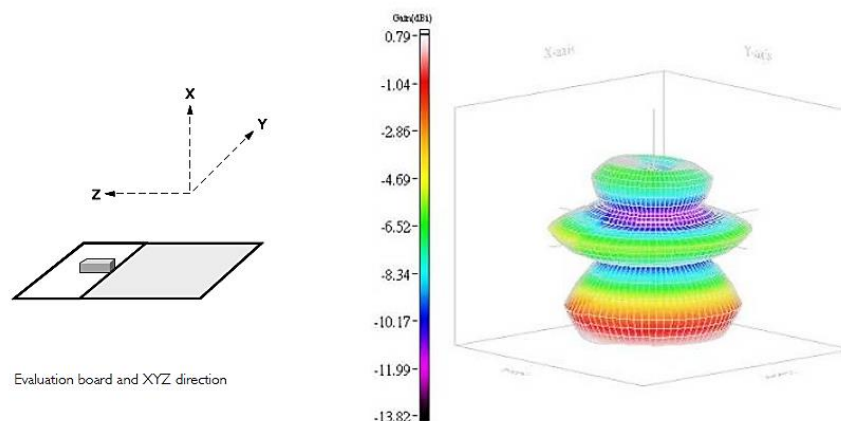 Gain(dBi)
0.79
-1.04
-2.86
-4.69
-6.52
-8.34
-10.17
-11.99
-13.82
X
Y
Z
Evaluation board and XYZ direction
X-axis
Y-axis